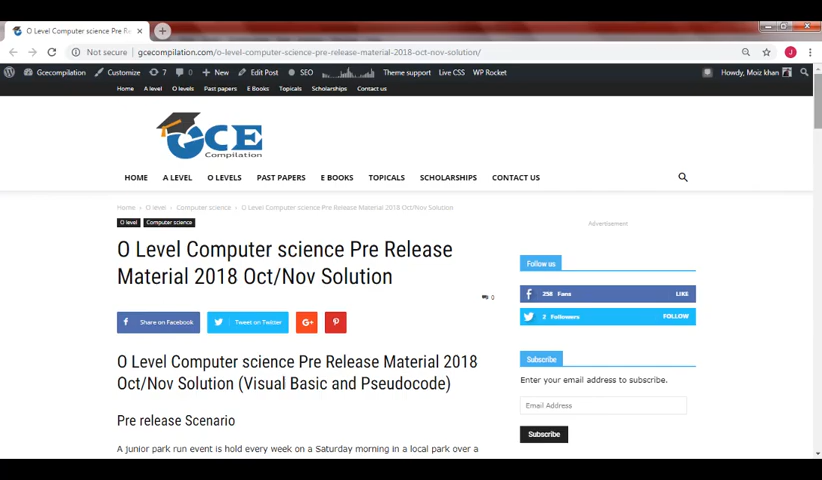 O Level Computer science Pre Re
Not secure gcecompilation.com/o-level-computer-science-pre-release-material-2018-oct-nov-solution/
J
Gcecompilation Customize 7 0 New Edit Post SEO Theme support Live CSS WP Rocket Howdy, Moiz khan
Home A level O levels Past papers E Books Topicals Scholarships Contact us
GCE
Compilation
HOME A LEVEL O LEVELS PAST PAPERS E BOOKS TOPICALS SCHOLARSHIPS CONTACT US
Home O level Computer science O Level Computer science Pre Release Material 2018 Oct/Nov Solution
O level Computer science
Advertisement
O Level Computer science Pre Release
Material 2018 Oct/Nov Solution
0
Share on Facebook Tweet on Twitter
G+
Follow us
258 Fans LIKE
2 Followers FOLLOW
O Level Computer science Pre Release Material 2018
Oct/Nov Solution (Visual Basic and Pseudocode)
Subscribe
Enter your email address to subscribe.
Email Address
Subscribe
Pre release Scenario
A junior park run event is hold every week on a Saturday morning in a local park over a